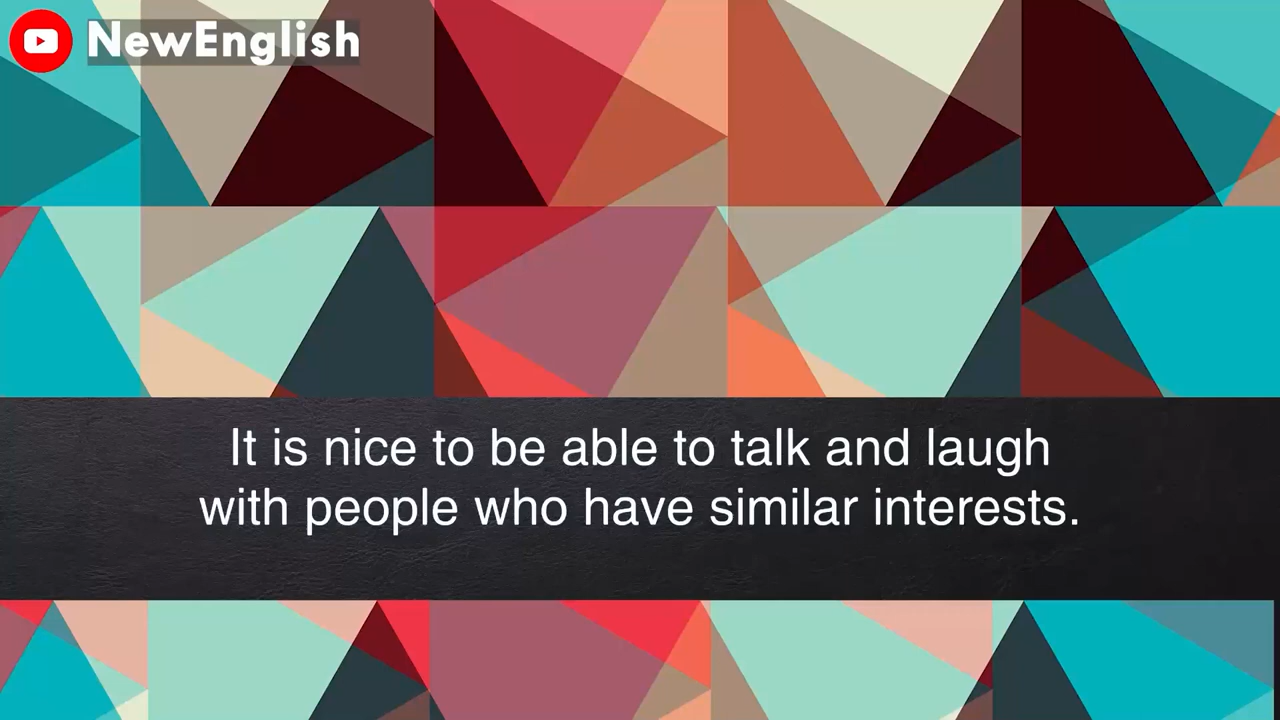 NewEnglish
It is nice to be able to talk and laugh
with people who have similar interests.